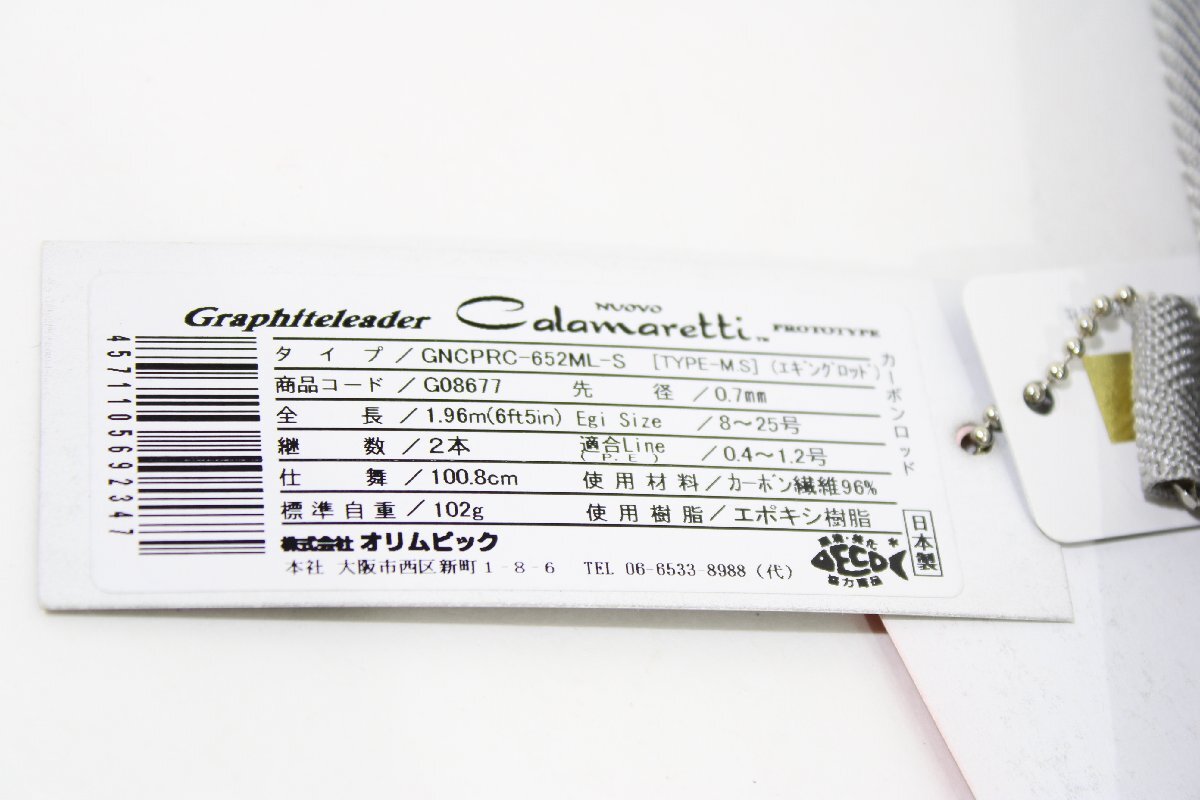 Graphiteleader NUOVO Calamaretti™ PROTOTYPE
4571105692347
タイプ/GNCPRC-652ML-S [TYPE-M.S] (エギングロッド)
商品コード/G08677 先径/0.7mm
全長/1.96m(6ft5in) Egi Size /8~25号
継数/2本 適合Line (P.E) /0.4~1.2号
仕舞/100.8cm 使用材料/カーボン繊維96%
標準自重/102g 使用樹脂/エポキシ樹脂
カーボンロッド
株式会社 オリムピック
本社 大阪市西区新町1-8-6 TEL 06-6533-8988 (代)
ECO
協力商品
日本製